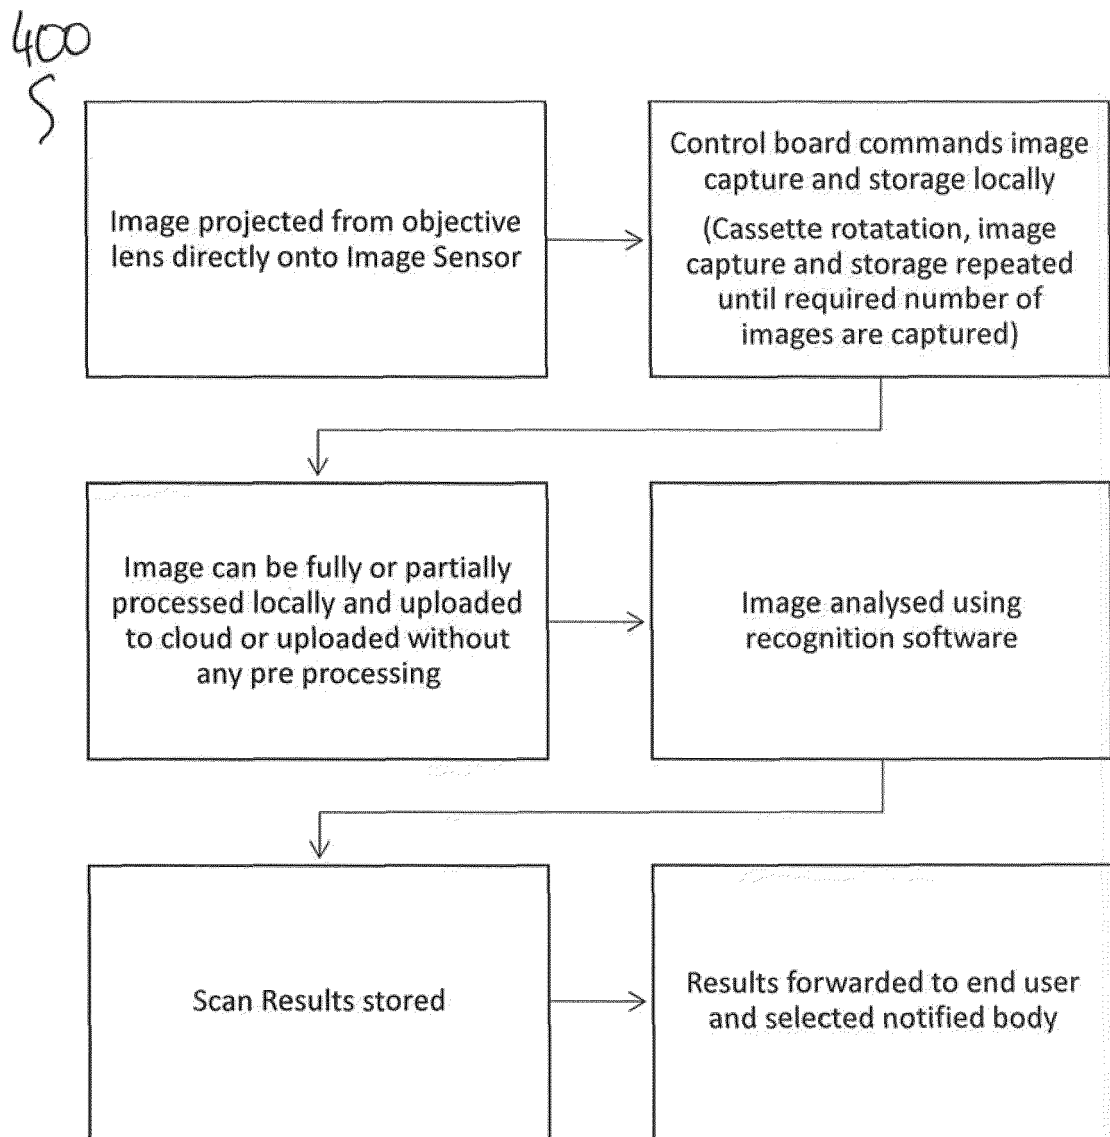 400
Image projected from objective
lens directly onto Image Sensor
Control board commands image
capture and storage locally
(Cassette rotatation, image
capture and storage repeated
until required number of
images are captured)
Image can be fully or partially
processed locally and uploaded
to cloud or uploaded without
any pre processing
Image analysed using
recognition software
Scan Results stored
Results forwarded to end user
and selected notified body